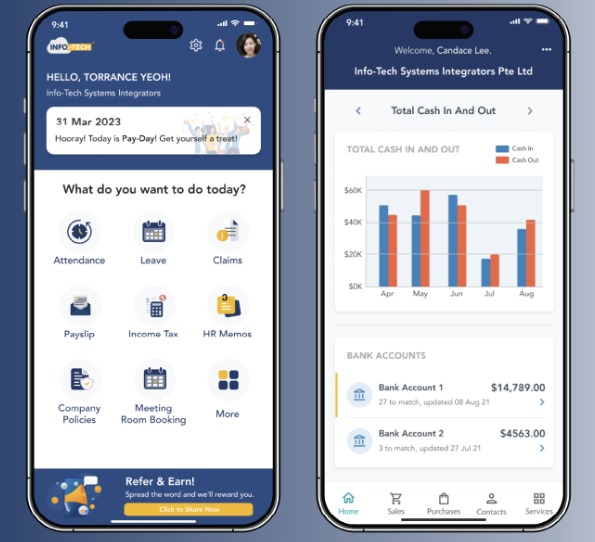 9:41
INFO-TECH
HELLO, TORRANCE YEOH!
Info-Tech Systems Integrators
31 Mar 2023
Hooray! Today is Pay-Day! Get yourself a treat!
What do you want to do today?
Attendance Leave Claims
Payslip Income Tax HR Memos
Company Policies
Meeting Room Booking
More
Refer & Earn!
Spread the word and we'll reward you.
Click to Share Now
9:41
Welcome, Candace Lee.
Info-Tech Systems Integrators Pte Ltd
Total Cash In And Out
TOTAL CASH IN AND OUT
Cash In
Cash Out
$60K
$40K
$20K
$0K
Apr May Jun Jul Aug
BANK ACCOUNTS
Bank Account 1 $14,789.00
27 to match, updated 08 Aug 21
Bank Account 2 $4563.00
3 to match, updated 27 Jul 21
Home Sales Purchases Contacts Services